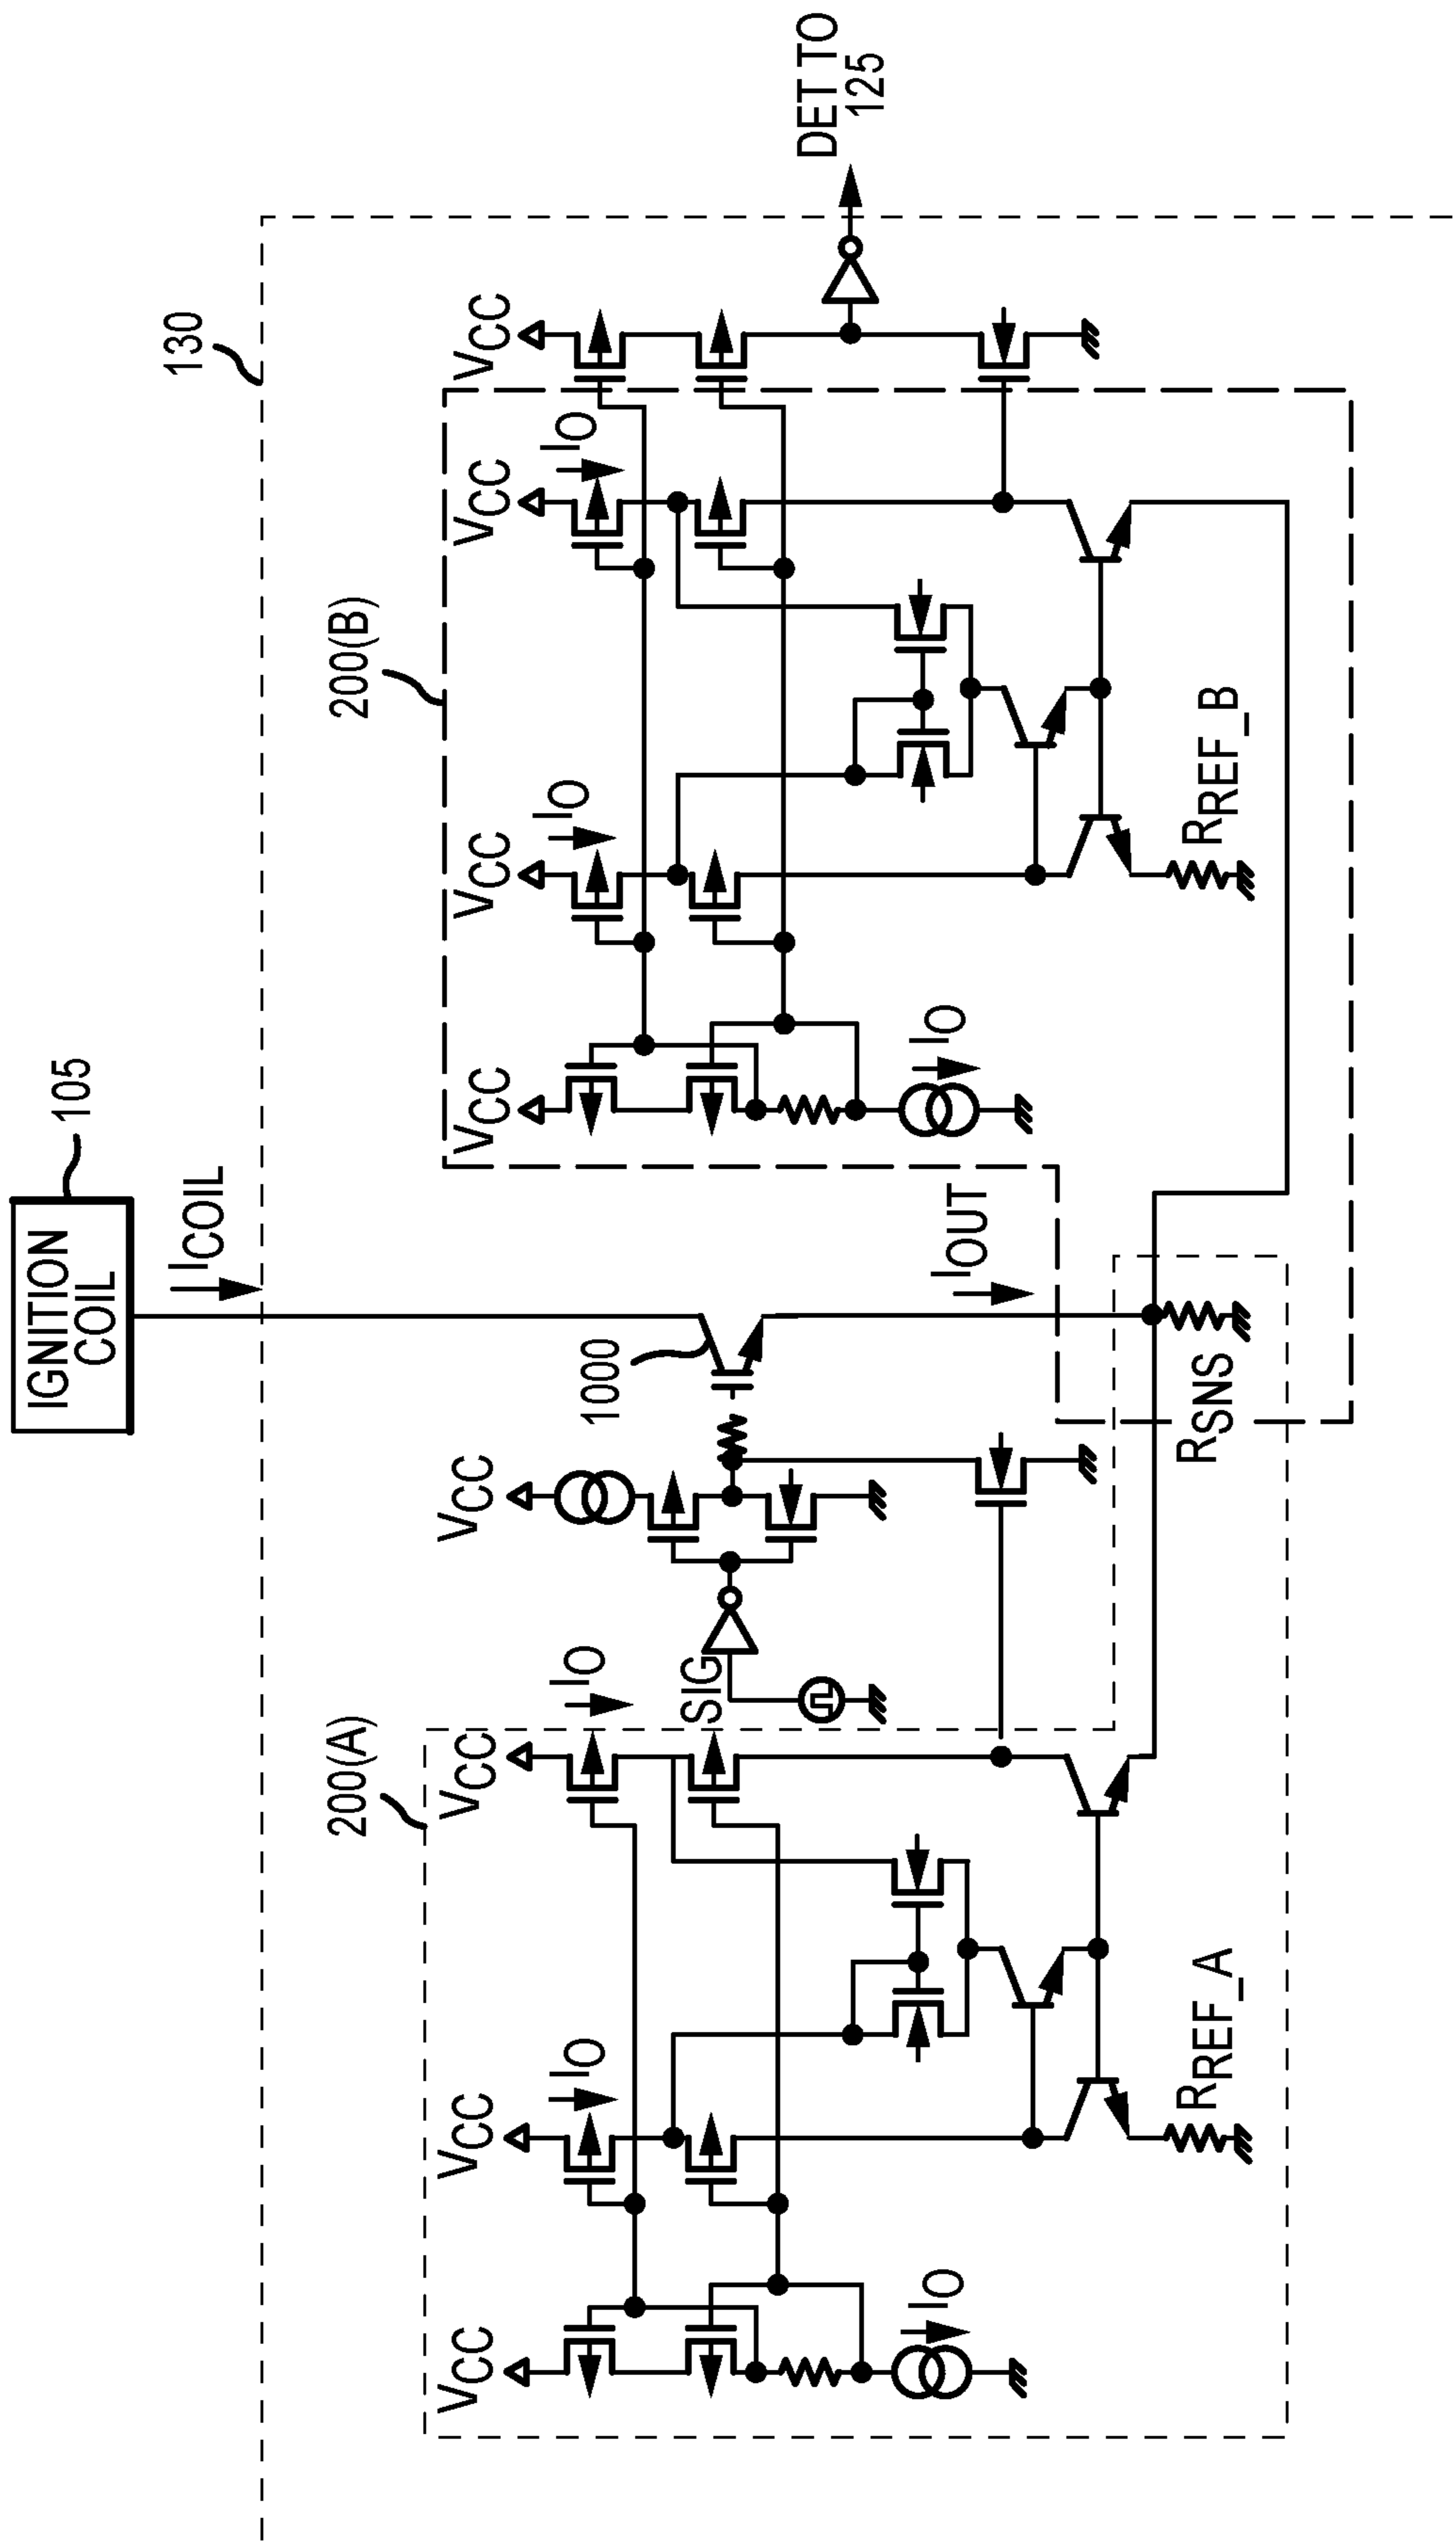 IGNITION
COIL
105
I_COIL
130
200(A)
VCC
IO
VCC
IO
VCC
IO
RREF_A
SIG
VCC
1000
IOUT
RSNS
200(B)
VCC
IO
VCC
IO
VCC
IO
RREF_B
VCC
DET TO
125